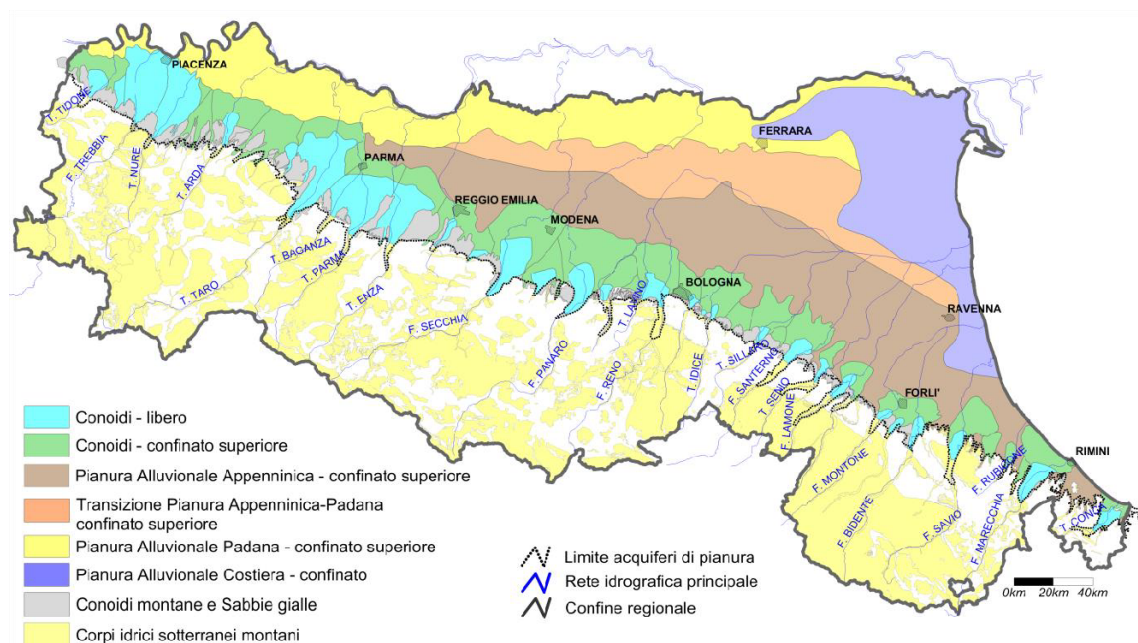 PIACENZA
T. TIDONE
F. TREBBIA
T. NURE
T. ARDA
PARMA
REGGIO EMILIA
MODENA
FERRARA
BOLOGNA
RAVENNA
FORLI'
RIMINI
T. TARO
T. BAGANZA
T. PARMA
T. ENZA
F. SECCHIA
F. PANARO
F. RENO
T. LAVINO
T. IDICE
T. SILLARO
F. SANTERNO
T. SENIO
F. LAMONE
F. MONTONE
F. BIDENTE
F. SAVIO
F. RUBICONE
F. MARECCHIA
T. CONCA
Conoidi - libero
Conoidi - confinato superiore
Pianura Alluvionale Appenninica - confinato superiore
Transizione Pianura Appenninica-Padana
confinato superiore
Pianura Alluvionale Padana - confinato superiore
Pianura Alluvionale Costiera - confinato
Conoidi montane e Sabbie gialle
Corpi idrici sotterranei montani
Limite acquiferi di pianura
Rete idrografica principale
Confine regionale
0km 20km 40km